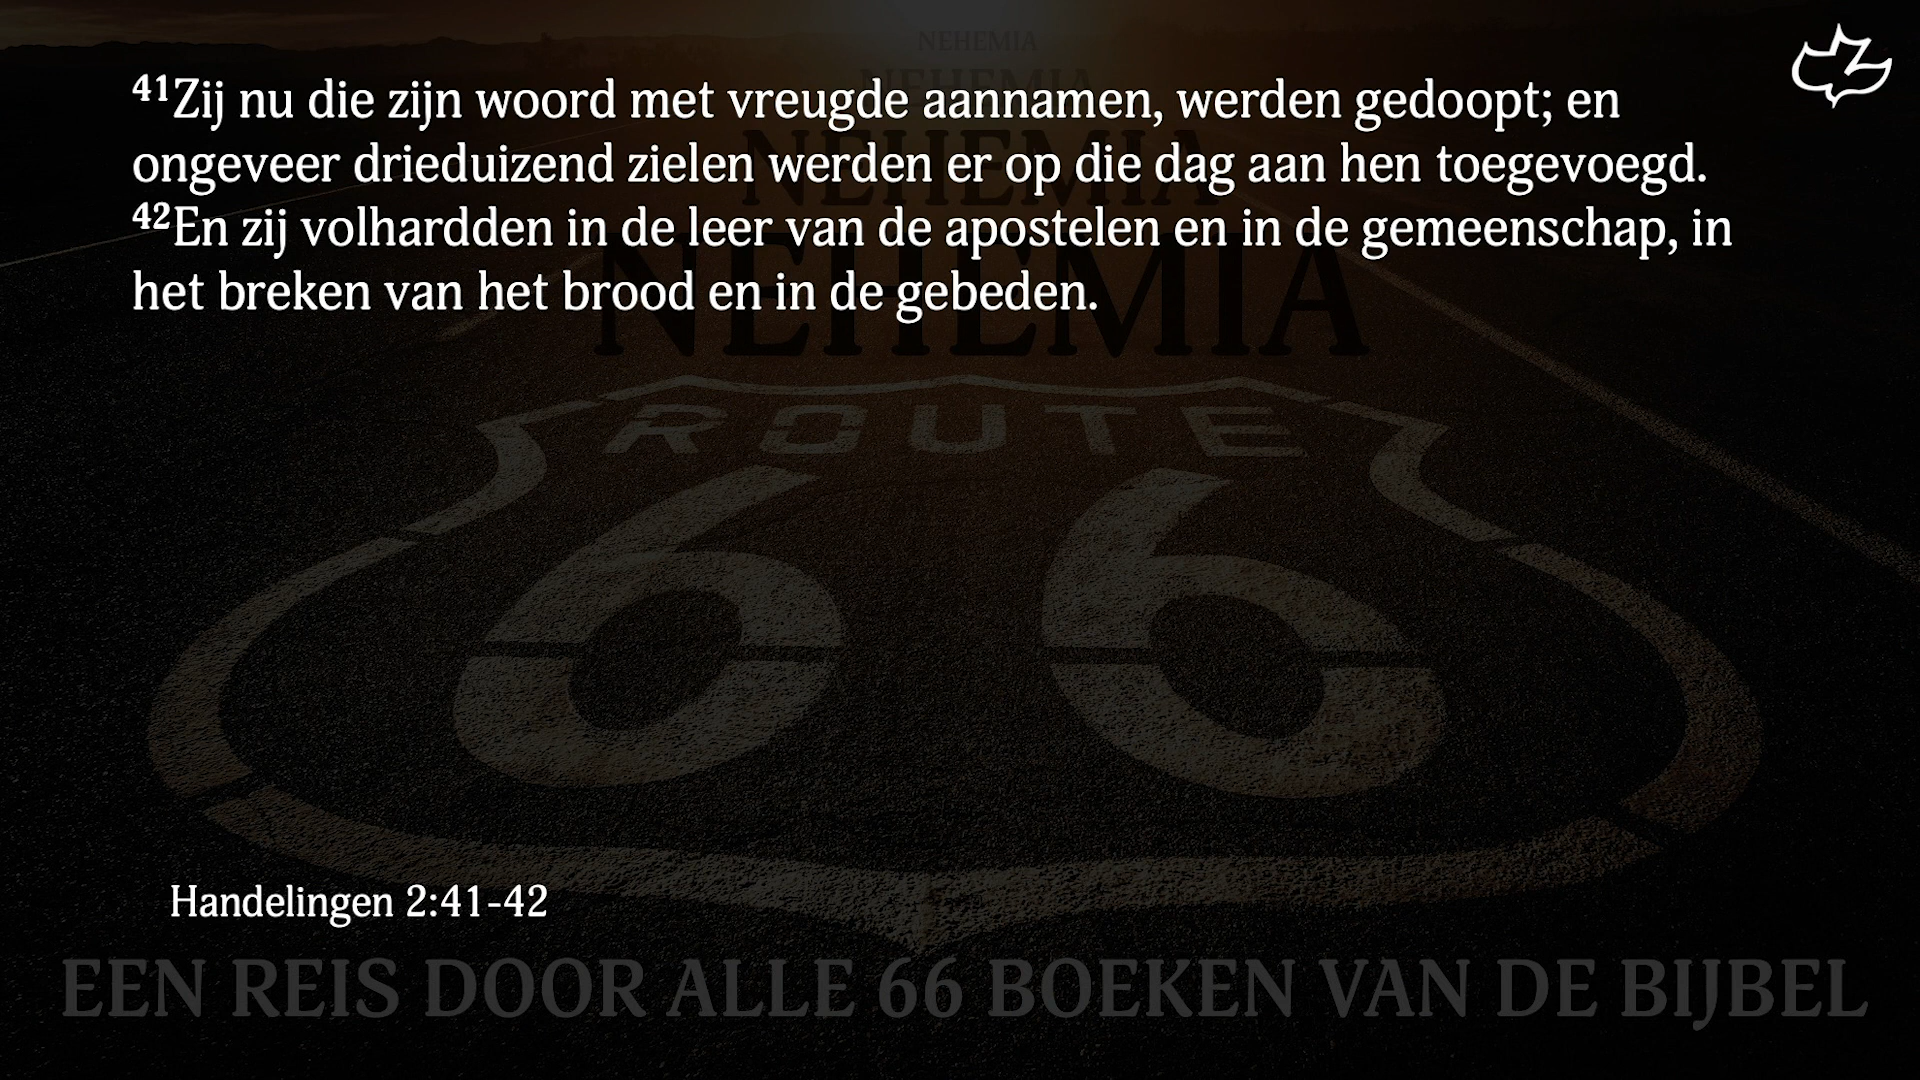 NEHEMIA
NEHEMIA
NEHEMIA
NEHEMIA
41Zij nu die zijn woord met vreugde aannamen, werden gedoopt; en
ongeveer drieduizend zielen werden er op die dag aan hen toegevoegd.
42En zij volhardden in de leer van de apostelen en in de gemeenschap, in
het breken van het brood en in de gebeden.
ROUTE
66
Handelingen 2:41-42
EEN REIS DOOR ALLE 66 BOEKEN VAN DE BIJBEL